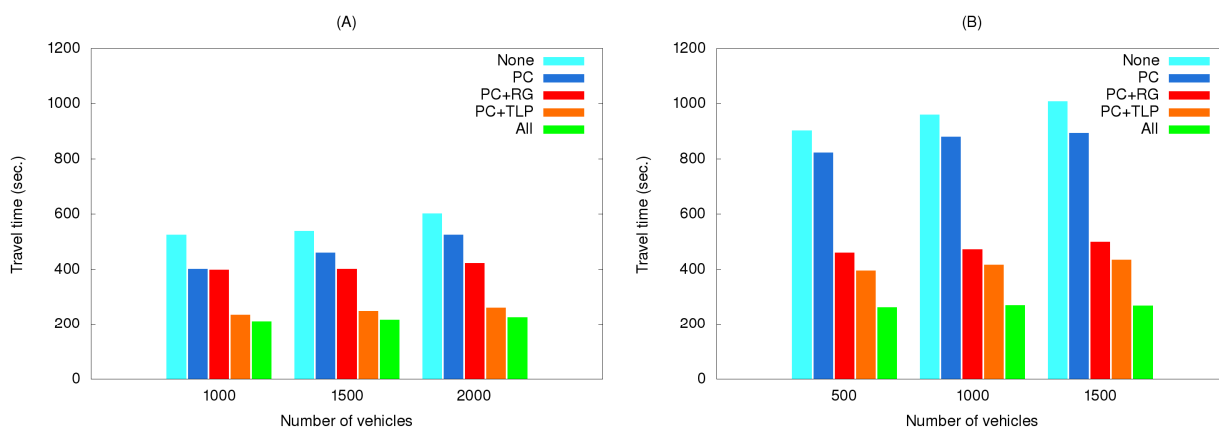 (A)
1200
1000
800
600
400
200
0
Travel time (sec.)
None
PC
PC+RG
PC+TLP
All
1000 1500 2000
Number of vehicles
(B)
1200
1000
800
600
400
200
0
Travel time (sec.)
None
PC
PC+RG
PC+TLP
All
500 1000 1500
Number of vehicles